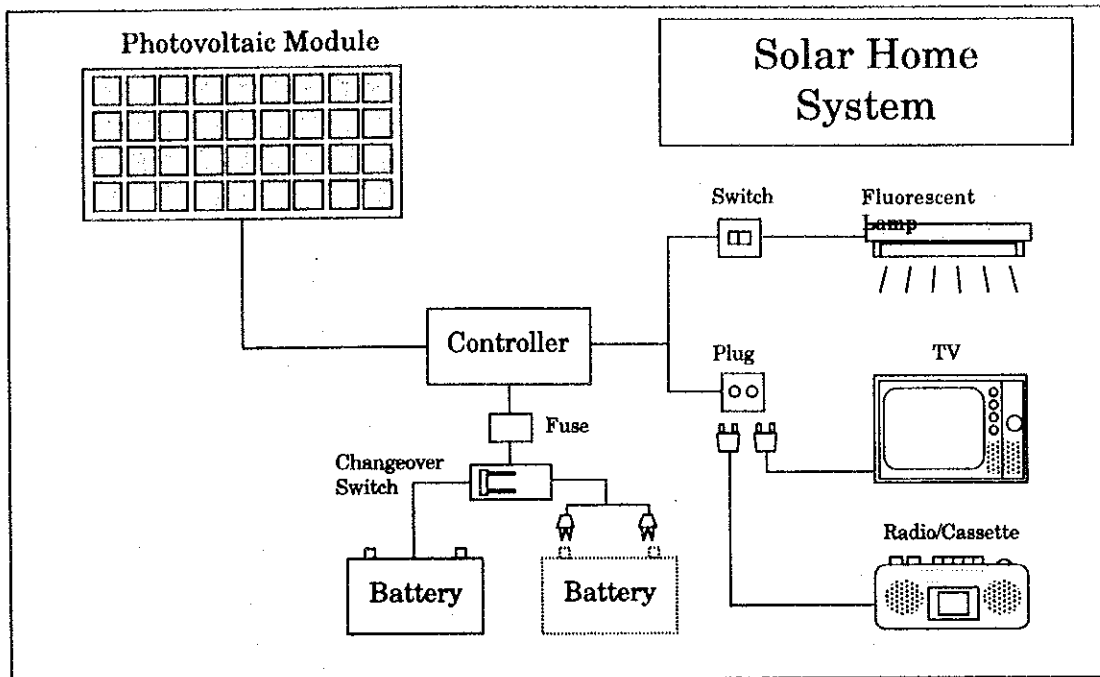 Photovoltaic Module
Solar Home
System
Switch
Fluorescent
Lamp
Controller
Plug
TV
Fuse
Changeover
Switch
Radio/Cassette
Battery
Battery